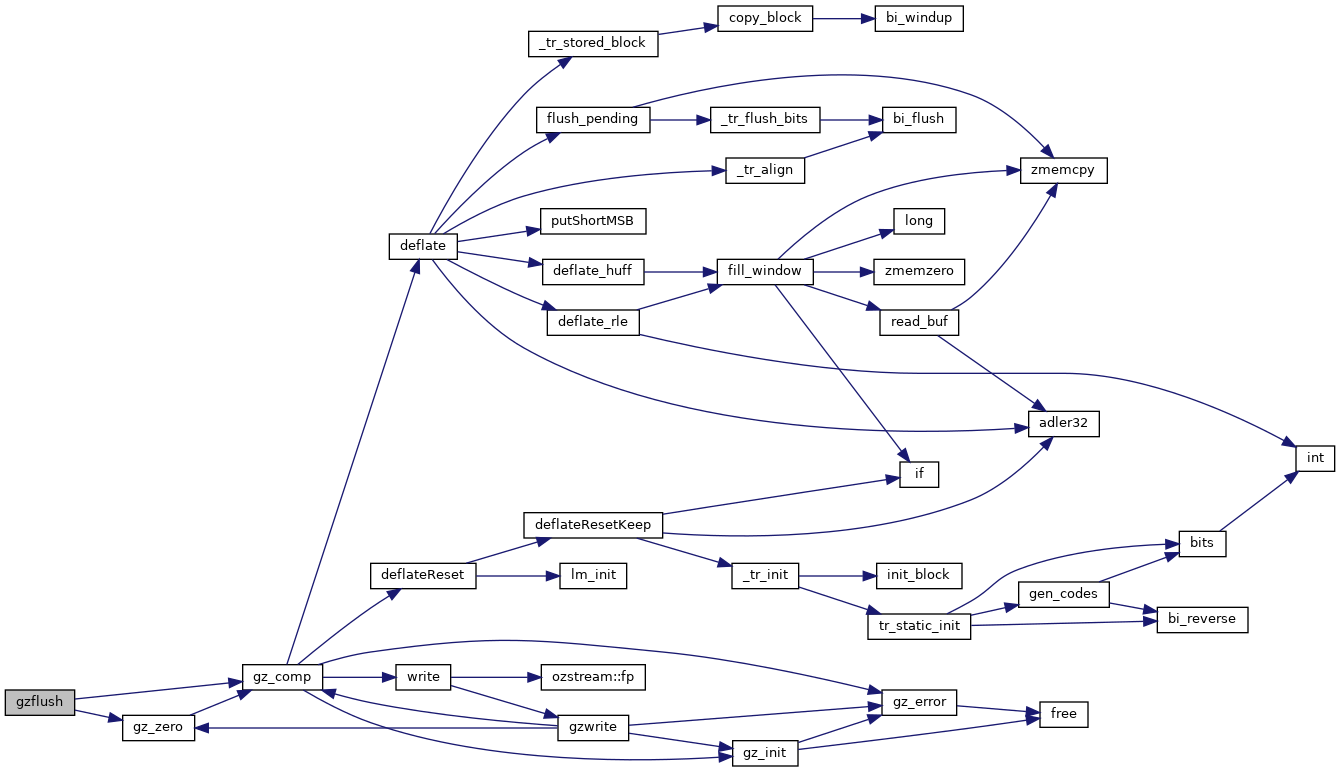 copy_block
bi_windup
_tr_stored_block
flush_pending
_tr_flush_bits
bi_flush
_tr_align
zmemcpy
putShortMSB
long
deflate
deflate_huff
fill_window
zmemzero
deflate_rle
read_buf
adler32
int
if
deflateResetKeep
bits
deflateReset
lm_init
_tr_init
init_block
gen_codes
tr_static_init
bi_reverse
gz_comp
write
ozstream::fp
gzflush
gz_error
free
gz_zero
gzwrite
gz_init